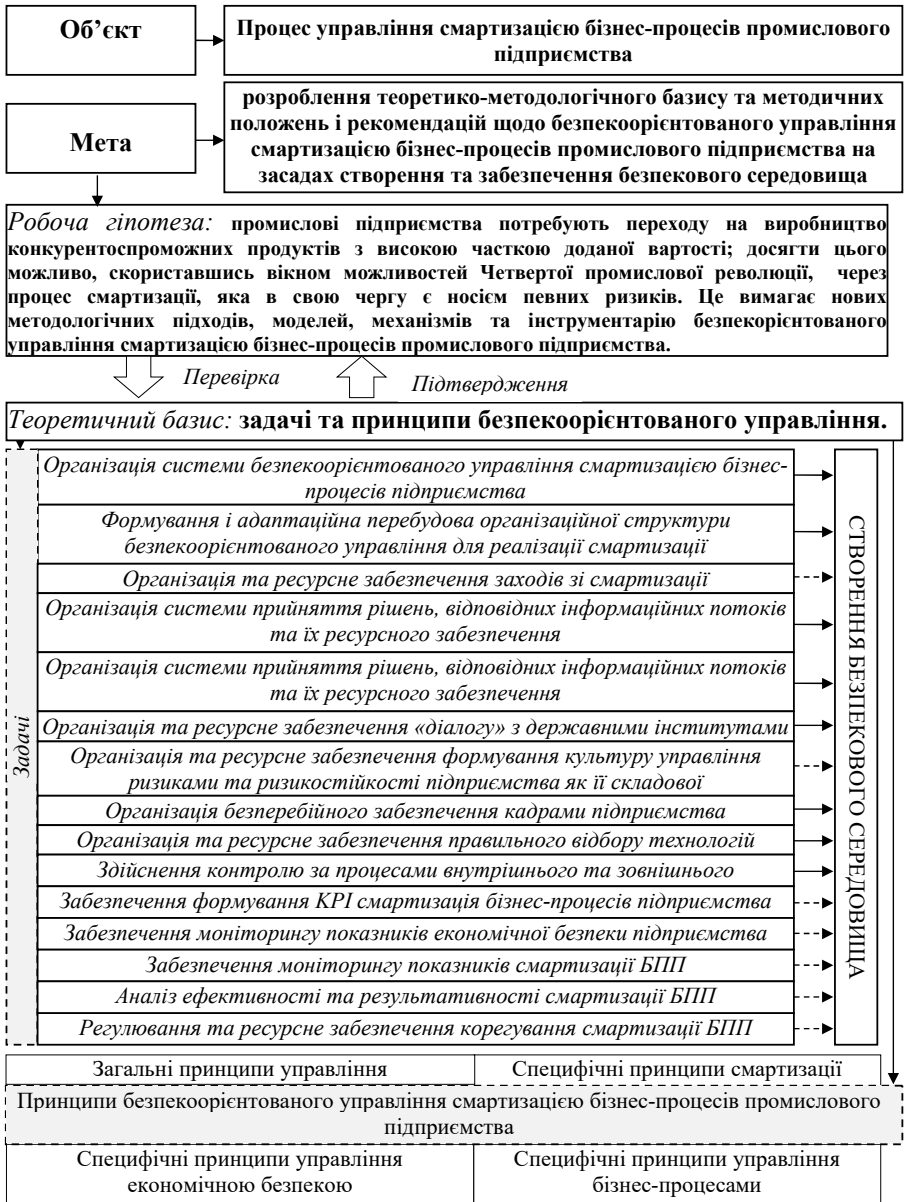 Об’єкт
Процес управління смартизацією бізнес-процесів промислового
підприємства
Мета
розроблення теоретико-методологічного базису та методичних
положень і рекомендацій щодо безпекоорієнтованого управління
смартизацією бізнес-процесів промислового підприємства на
засадах створення та забезпечення безпекового середовища
Робоча гіпотеза: промислові підприємства потребують переходу на виробництво
конкурентоспроможних продуктів з високою часткою доданої вартості; досягти цього
можливо, скориставшись вікном можливостей Четвертої промислової революції, через
процес смартизації, яка в свою чергу є носієм певних ризиків. Це вимагає нових
методологічних підходів, моделей, механізмів та інструментарію безпекорієнтованого
управління смартизацією бізнес-процесів промислового підприємства.
Перевірка
Підтвердження
Теоретичний базис: задачі та принципи безпекоорієнтованого управління.
Задачі
Організація системи безпекоорієнтованого управління смартизацією бізнес-
процесів підприємства
Формування і адаптаційна перебудова організаційної структури
безпекоорієнтованого управління для реалізації смартизації
Організація та ресурсне забезпечення заходів зі смартизації
Організація системи прийняття рішень, відповідних інформаційних потоків
та їх ресурсного забезпечення
Організація системи прийняття рішень, відповідних інформаційних потоків
та їх ресурсного забезпечення
Організація та ресурсне забезпечення «діалогу» з державними інститутами
Організація та ресурсне забезпечення формування культуру управління
ризиками та ризикостійкості підприємства як її складової
Організація безперебійного забезпечення кадрами підприємства
Організація та ресурсне забезпечення правильного відбору технологій
Здійснення контролю за процесами внутрішнього та зовнішнього
Забезпечення формування KPI смартизація бізнес-процесів підприємства
Забезпечення моніторингу показників економічної безпеки підприємства
Забезпечення моніторингу показників смартизації БПП
Аналіз ефективності та результативності смартизації БПП
Регулювання та ресурсне забезпечення корегування смартизації БПП
СТВОРЕННЯ БЕЗПЕКОВОГО СЕРЕДОВИЩА
Загальні принципи управління
Специфічні принципи смартизації
Принципи безпекоорієнтованого управління смартизацією бізнес-процесів промислового
підприємства
Специфічні принципи управління
економічною безпекою
Специфічні принципи управління
бізнес-процесами